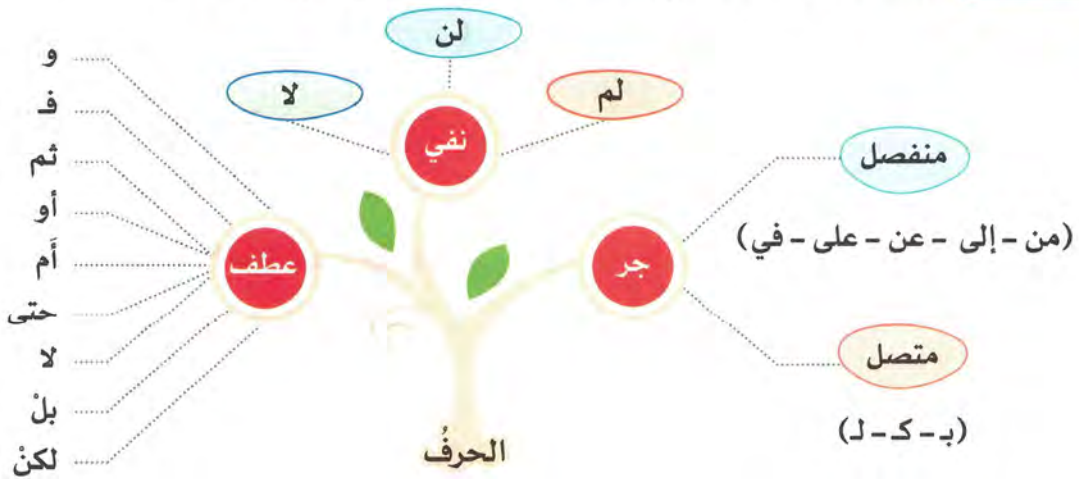 لن
لا
لم
نفي
منفصل
(من - إلى - عن - على - في)
جر
متصل
(بـ - كـ - لـ)
عطف
و
فـ
ثم
أو
أَم
حتى
لا
بلْ
لكنْ
الحرفُ